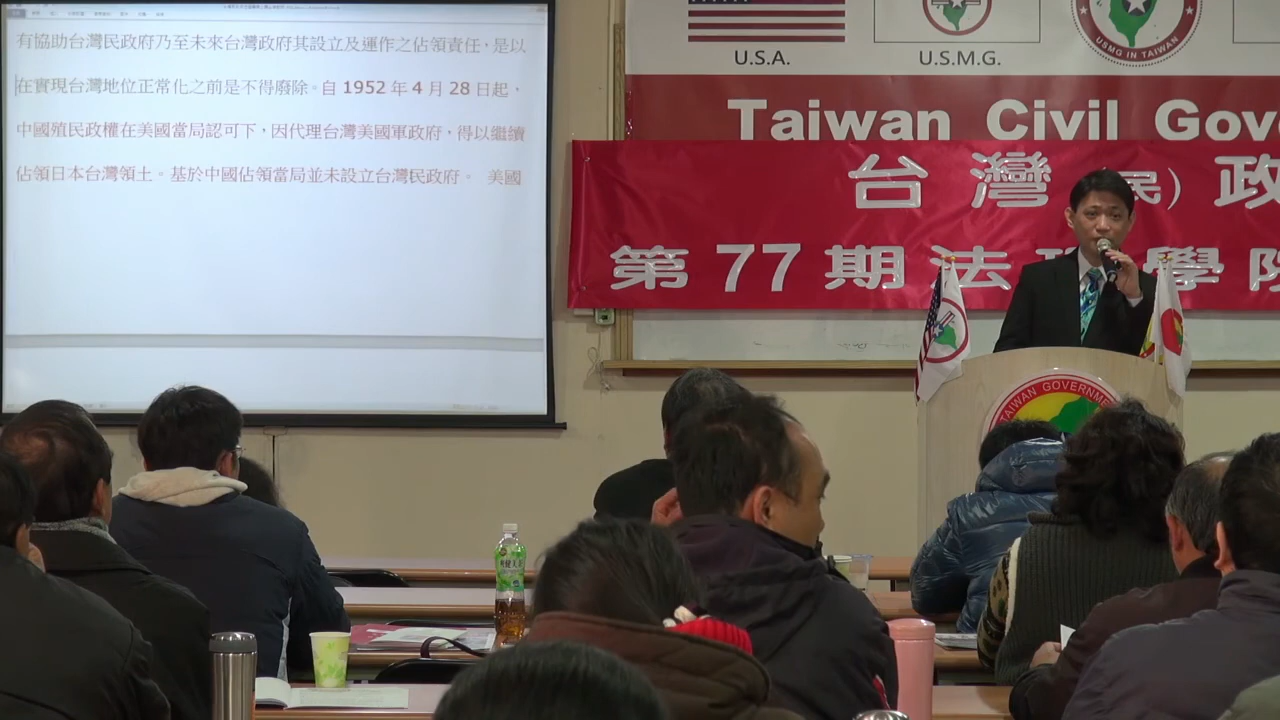 有協助台灣民政府乃至未來台灣政府其設立及運作之佔領責任，是以
在實現台灣地位正常化之前是不得廢除。自 1952 年 4 月 28 日起，
中國殖民政權在美國當局認可下，因代理台灣美國軍政府，得以繼續
佔領日本台灣領土。基於中國佔領當局並未設立台灣民政府。 美國
U.S.A.
U.S.M.G.
USMG IN TAIWAN
Taiwan Civil Gov
台灣(民)政
第77期法理學院
TAIWAN GOVERNME